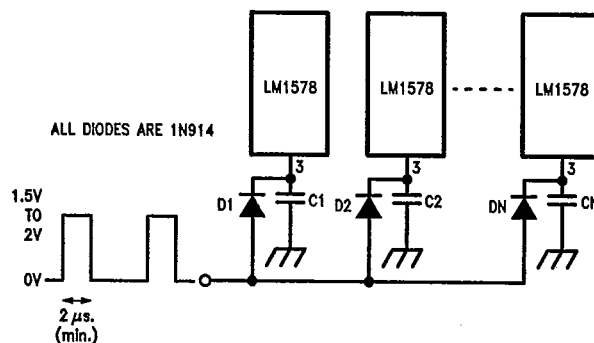 LM1578
LM1578
LM1578
ALL DIODES ARE 1N914
3
3
3
D1
C1
D2
C2
DN
CN
1.5V
TO
2V
0V
2 μs.
(min.)